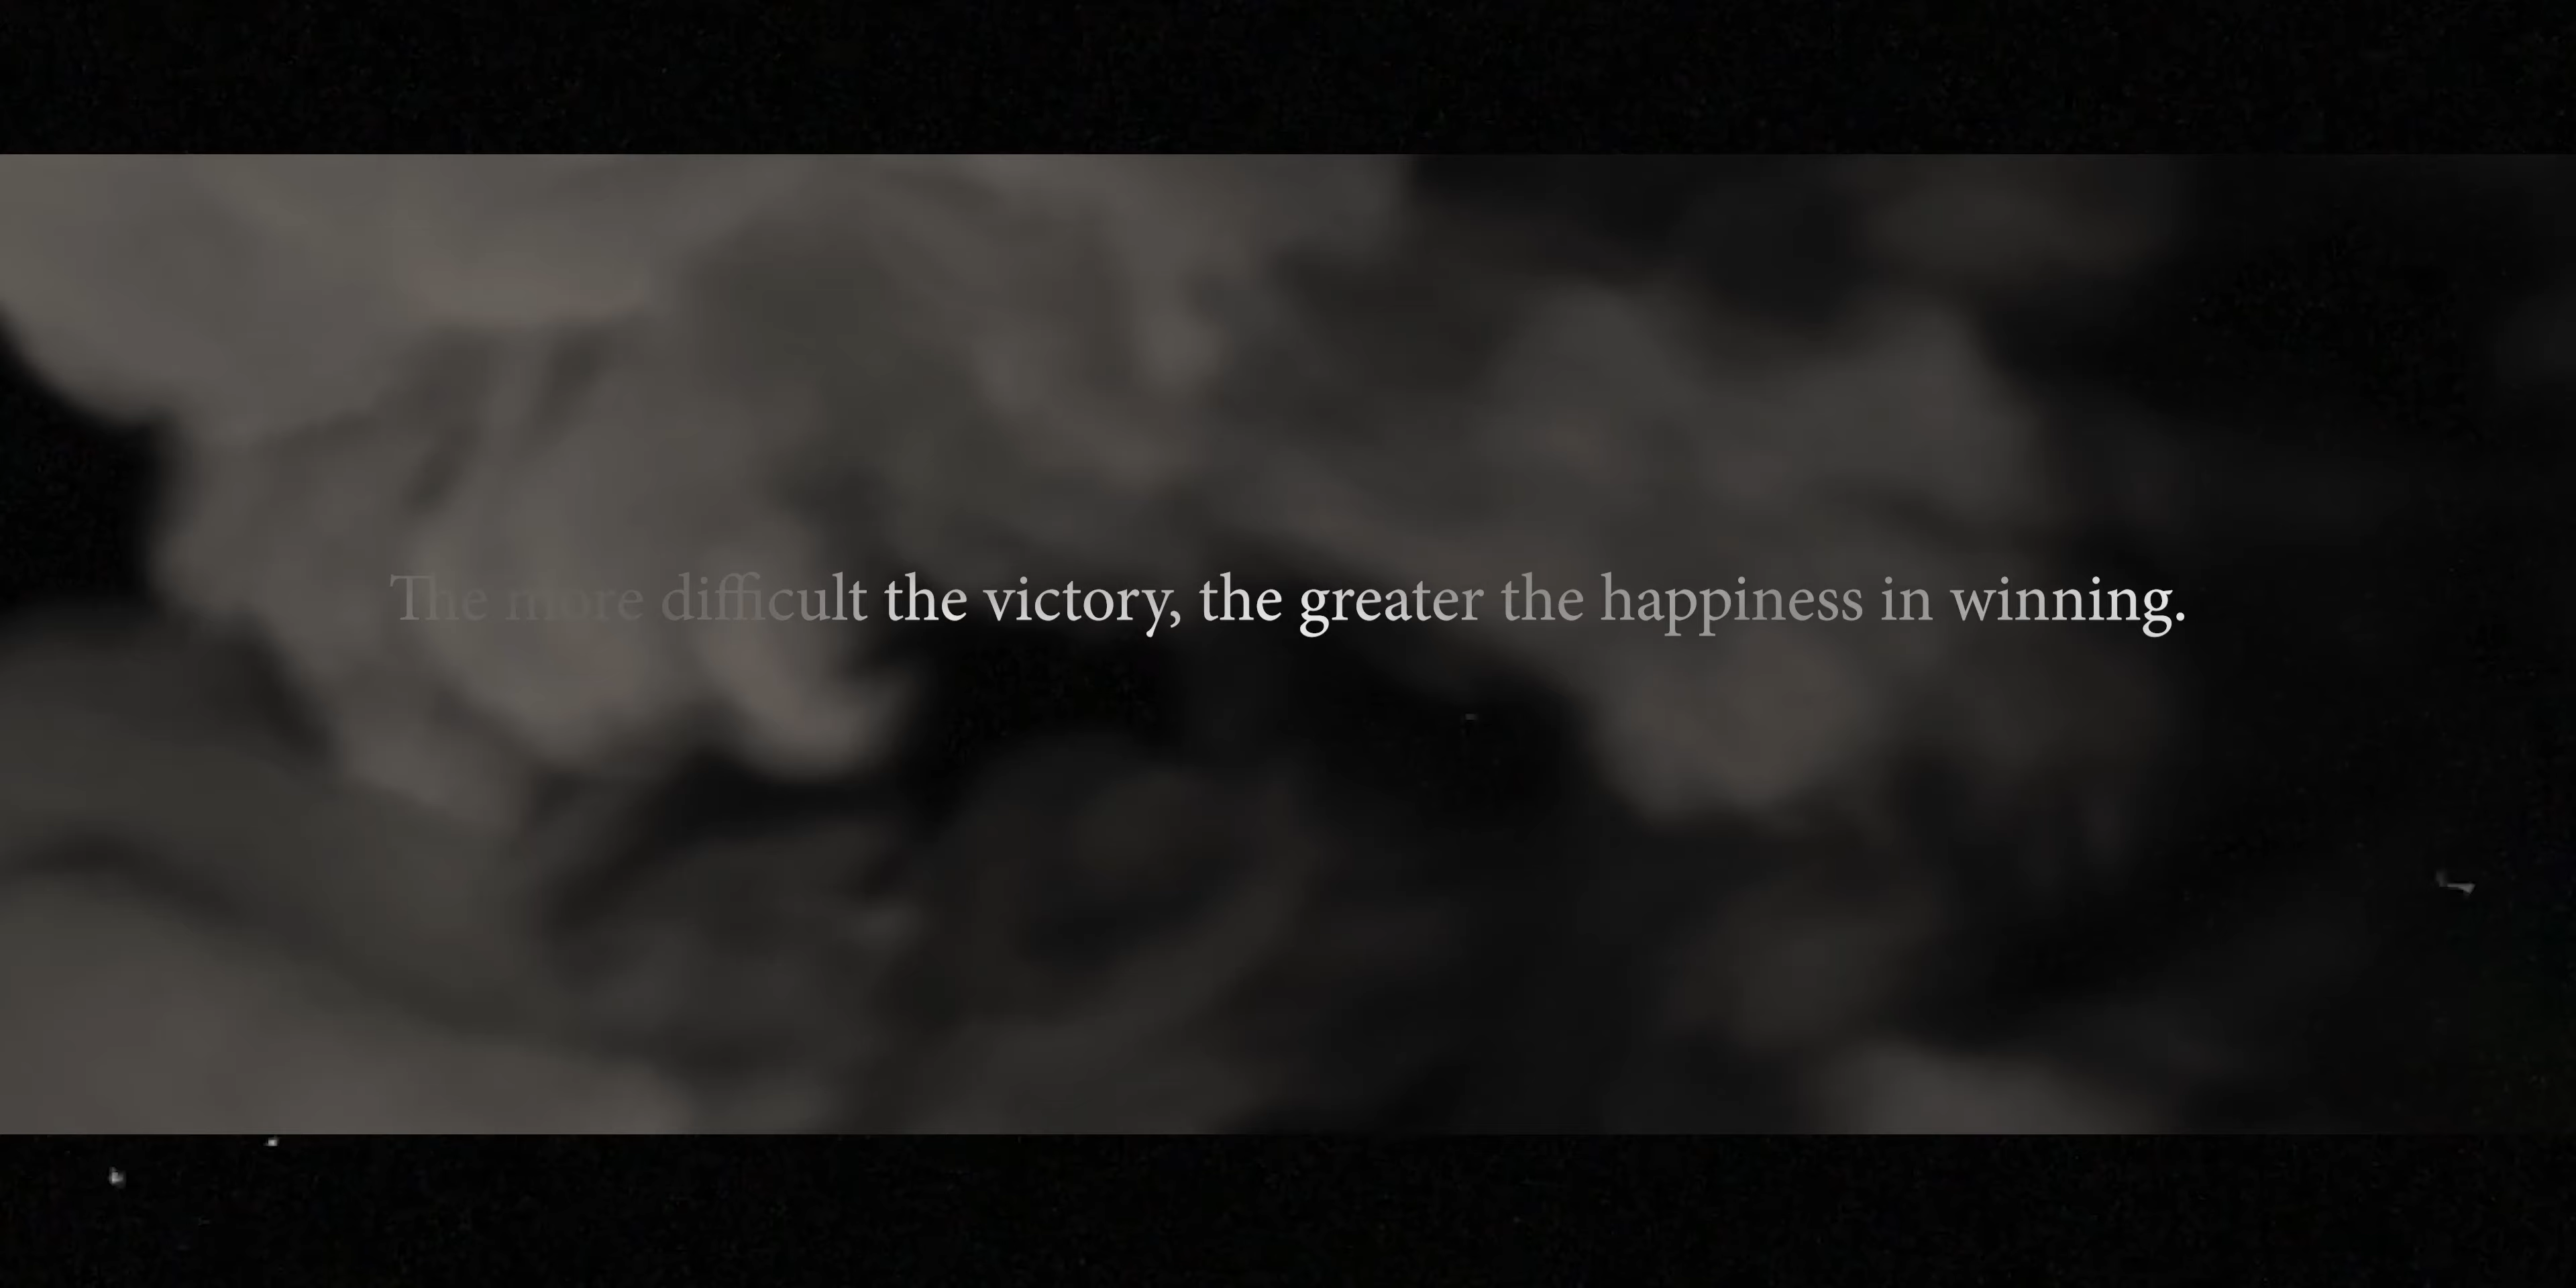 The more difficult the victory, the greater the happiness in winning.